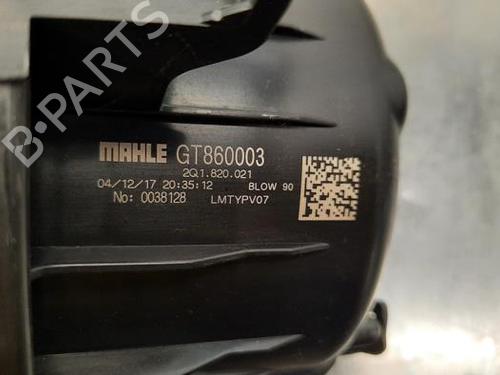 MAHLE GT860003
2Q1.820.021
04/12/17 20:35:12 BLOW 90
No: 0038128 LMTYPV07
B-PARTS